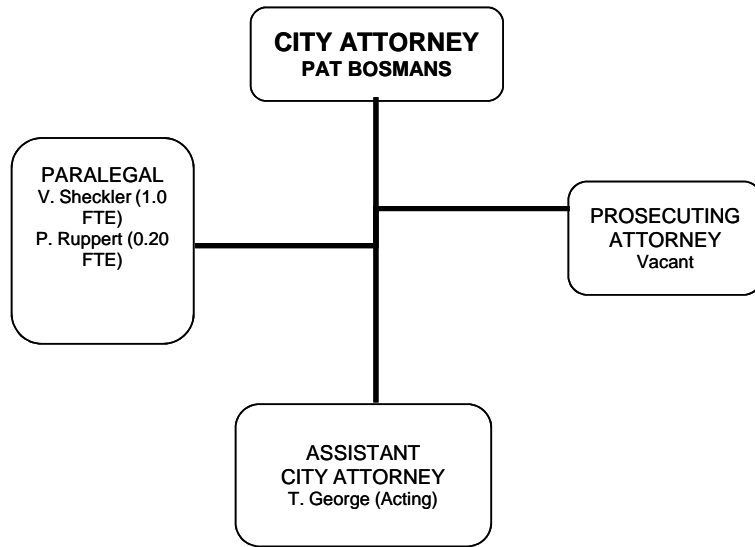 CITY ATTORNEY
PAT BOSMANS
PARALEGAL
V. Sheckler (1.0
FTE)
P. Ruppert (0.20
FTE)
PROSECUTING
ATTORNEY
Vacant
ASSISTANT
CITY ATTORNEY
T. George (Acting)